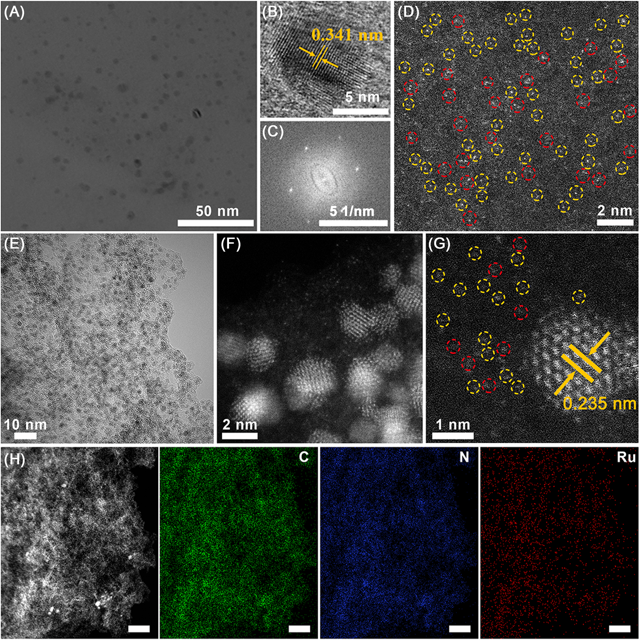 (A)
50 nm
(B)
0.341 nm
5 nm
(C)
5 1/nm
(D)
2 nm
(E)
10 nm
(F)
2 nm
(G)
0.235 nm
1 nm
(H)
C
N
Ru